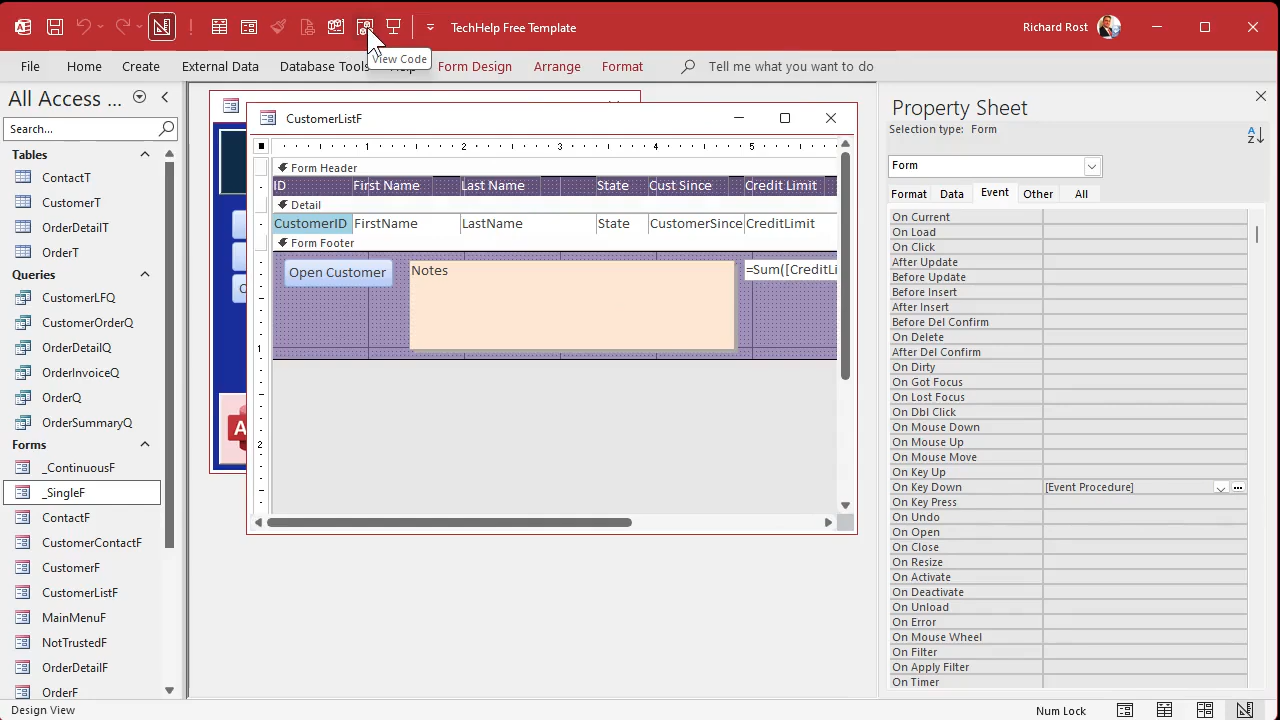 TechHelp Free Template
Richard Rost
View Code
File Home Create External Data Database Tools Help Form Design Arrange Format Tell me what you want to do
All Access ...
Search...
Tables
ContactT
CustomerT
OrderDetailT
OrderT
Queries
CustomerLFQ
CustomerOrderQ
OrderDetailQ
OrderInvoiceQ
OrderQ
OrderSummaryQ
Forms
_ContinuousF
_SingleF
ContactF
CustomerContactF
CustomerF
CustomerListF
MainMenuF
NotTrustedF
OrderDetailF
OrderF
CustomerListF
1 2 3 4 5
Form Header
ID First Name Last Name State Cust Since Credit Limit
Detail
CustomerID FirstName LastName State CustomerSince CreditLimit
Form Footer
Open Customer Notes =Sum([CreditLi
1
2
Property Sheet
Selection type: Form
Form
Format Data Event Other All
On Current
On Load
On Click
After Update
Before Update
Before Insert
After Insert
Before Del Confirm
On Delete
After Del Confirm
On Dirty
On Got Focus
On Lost Focus
On Dbl Click
On Mouse Down
On Mouse Up
On Mouse Move
On Key Up
On Key Down [Event Procedure]
On Key Press
On Undo
On Open
On Close
On Resize
On Activate
On Deactivate
On Unload
On Error
On Mouse Wheel
On Filter
On Apply Filter
On Timer
Design View
Num Lock